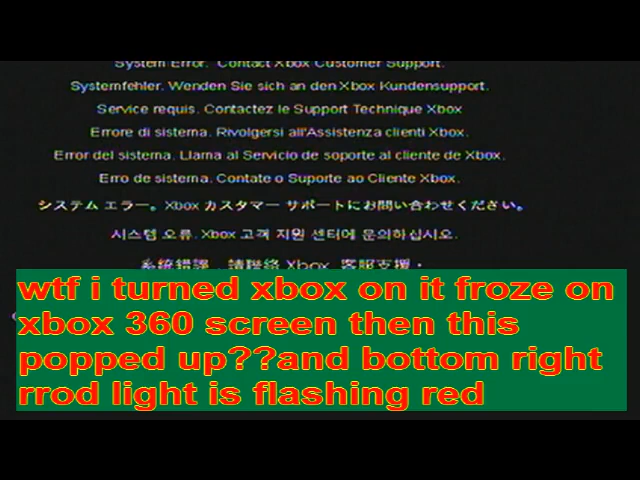 System Error. Contact Xbox Customer Support.
Systemfehler. Wenden Sie sich an den Xbox Kundensupport.
Service requis. Contactez le Support Technique Xbox
Errore di sistema. Rivolgersi all'Assistenza clienti Xbox.
Error del sistema. Llama al Servicio de soporte al cliente de Xbox.
Erro de sistema. Contate o Suporte ao Cliente Xbox.
システム エラー。 Xbox カスタマー サポートにお問い合わせください。
시스템 오류. Xbox 고객 지원 센터에 문의하십시오.
系統錯誤．請聯絡 Xbox 客服支援。
wtf i turned xbox on it froze on
xbox 360 screen then this
popped up??and bottom right
rrod light is flashing red